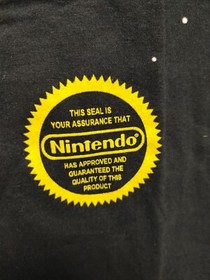 THIS SEAL IS
YOUR ASSURANCE THAT
Nintendo®
HAS APPROVED AND
GUARANTEED THE
QUALITY OF THIS
PRODUCT